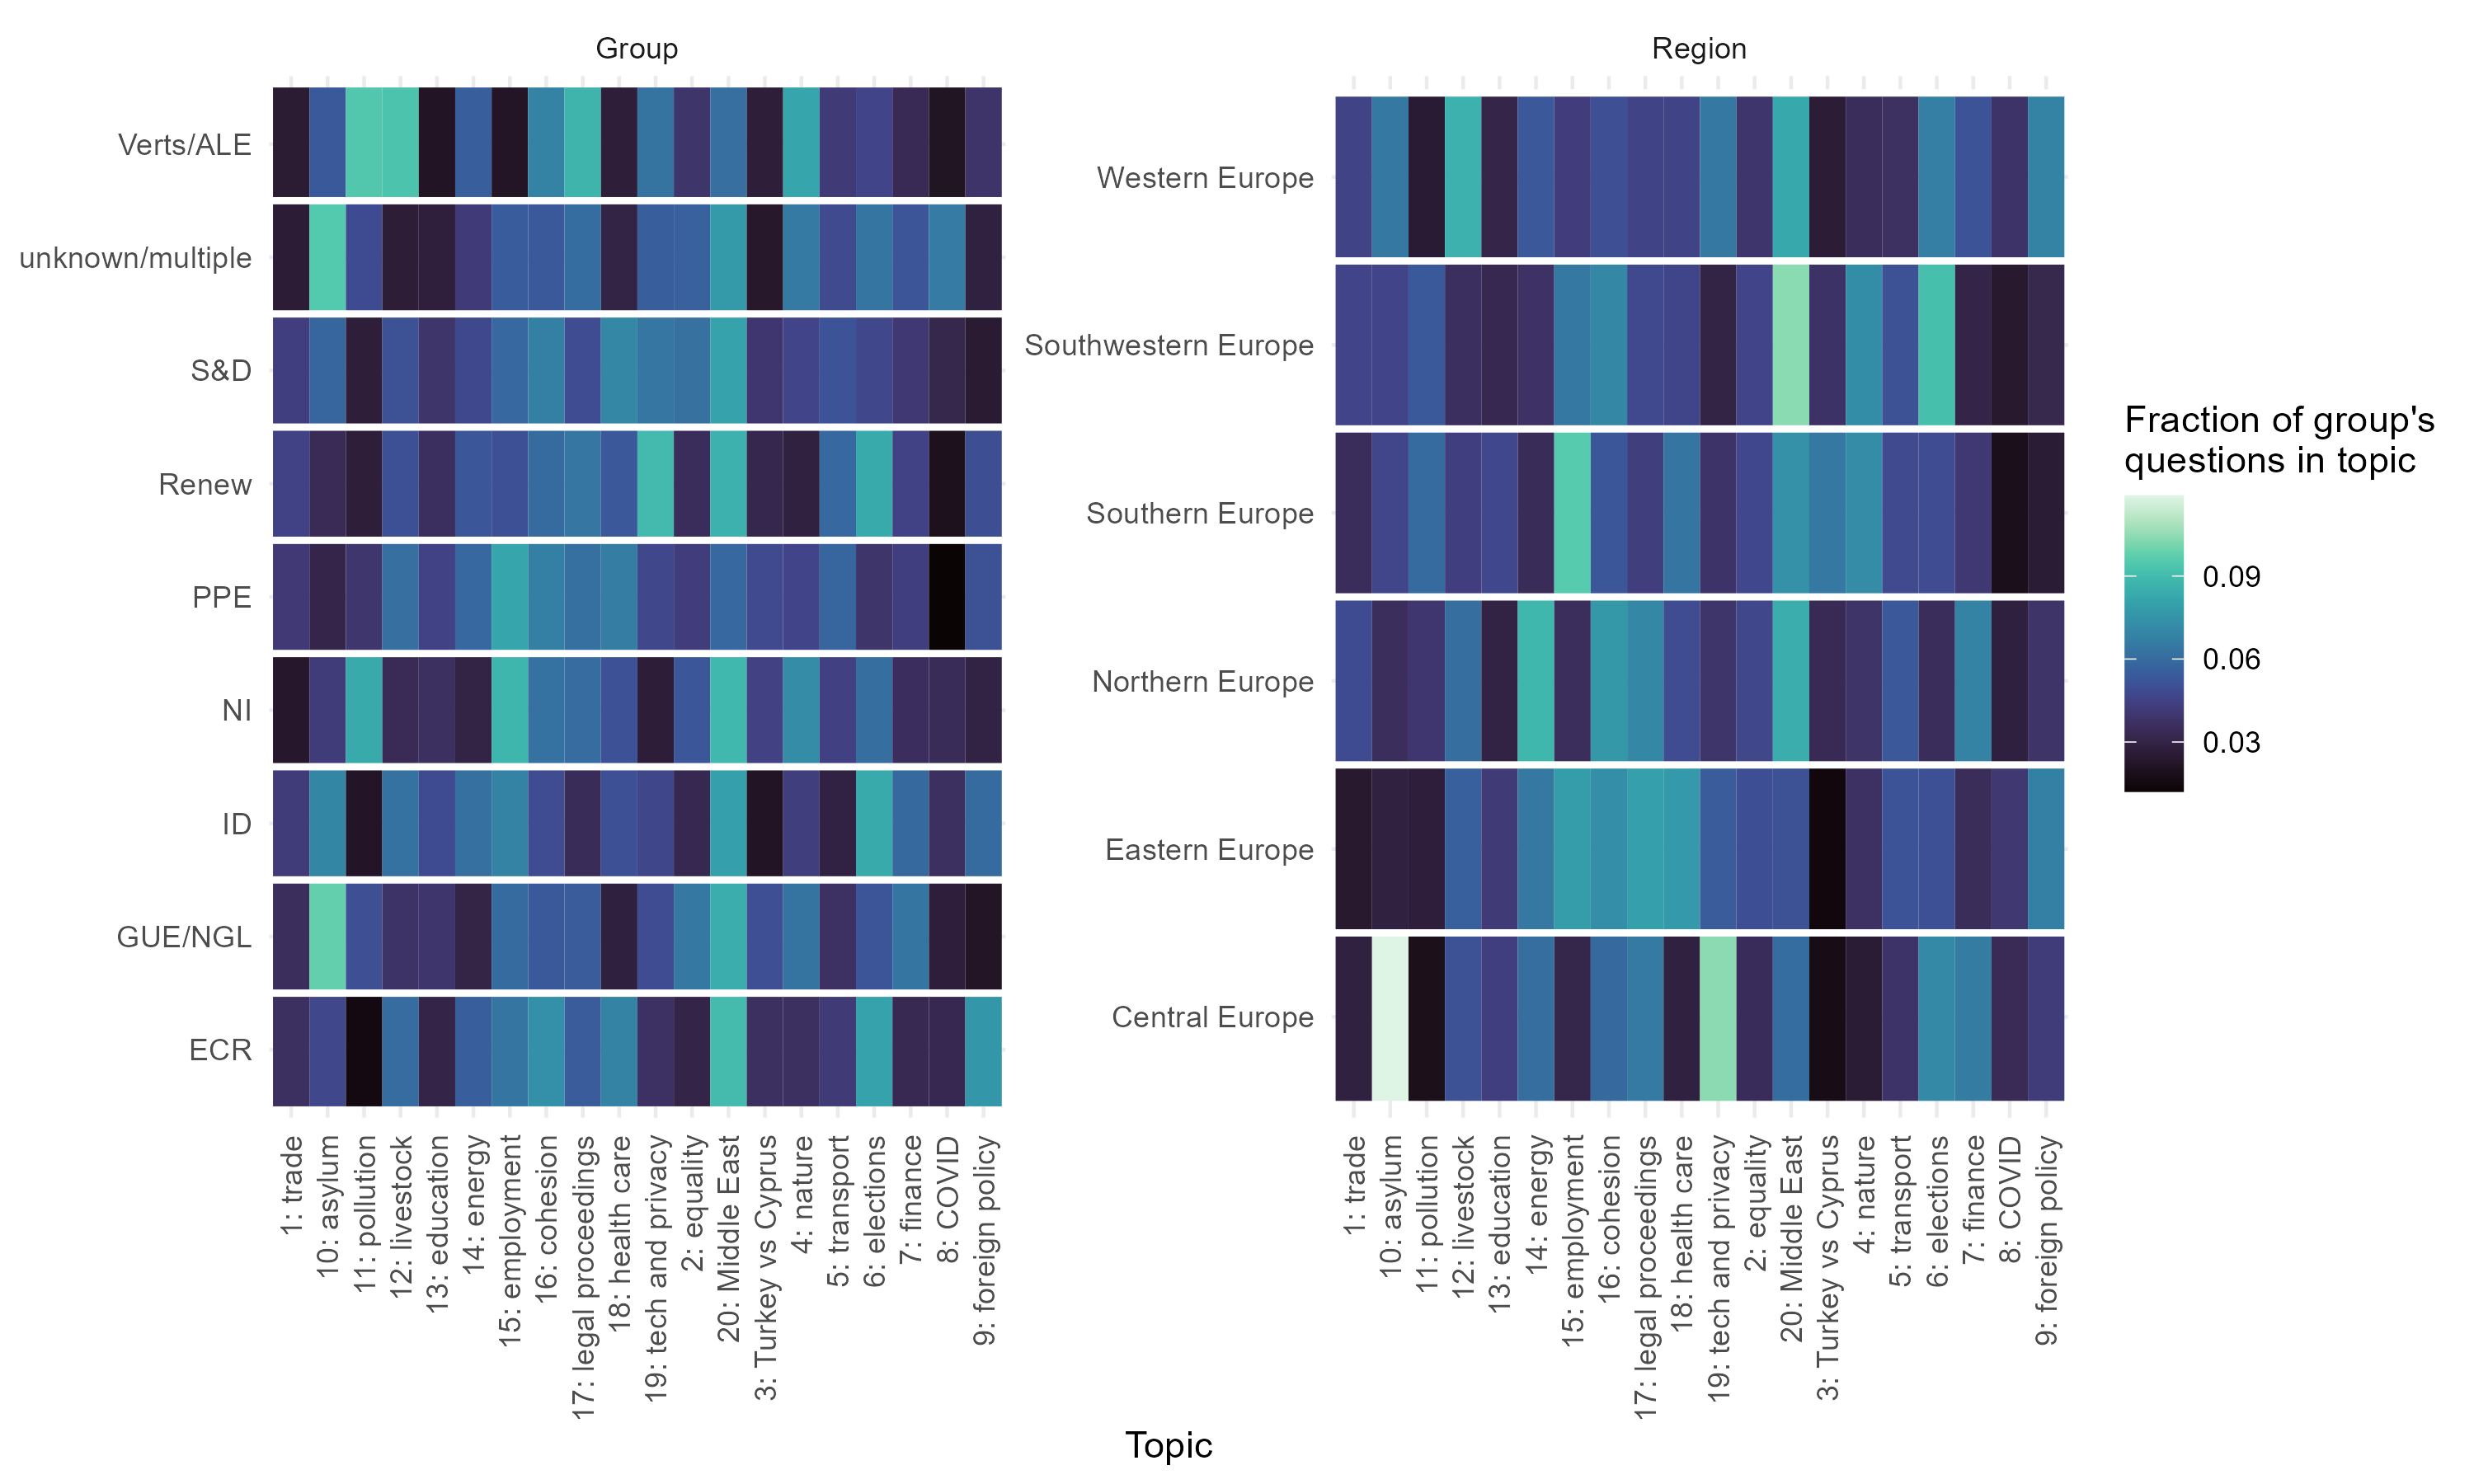 Group
Region
Verts/ALE
unknown/multiple
S&D
Renew
PPE
NI
ID
GUE/NGL
ECR
Western Europe
Southwestern Europe
Southern Europe
Northern Europe
Eastern Europe
Central Europe
1: trade
10: asylum
11: pollution
12: livestock
13: education
14: energy
15: employment
16: cohesion
17: legal proceedings
18: health care
19: tech and privacy
2: equality
20: Middle East
3: Turkey vs Cyprus
4: nature
5: transport
6: elections
7: finance
8: COVID
9: foreign policy
1: trade
10: asylum
11: pollution
12: livestock
13: education
14: energy
15: employment
16: cohesion
17: legal proceedings
18: health care
19: tech and privacy
2: equality
20: Middle East
3: Turkey vs Cyprus
4: nature
5: transport
6: elections
7: finance
8: COVID
9: foreign policy
Topic
Fraction of group's
questions in topic
0.09
0.06
0.03